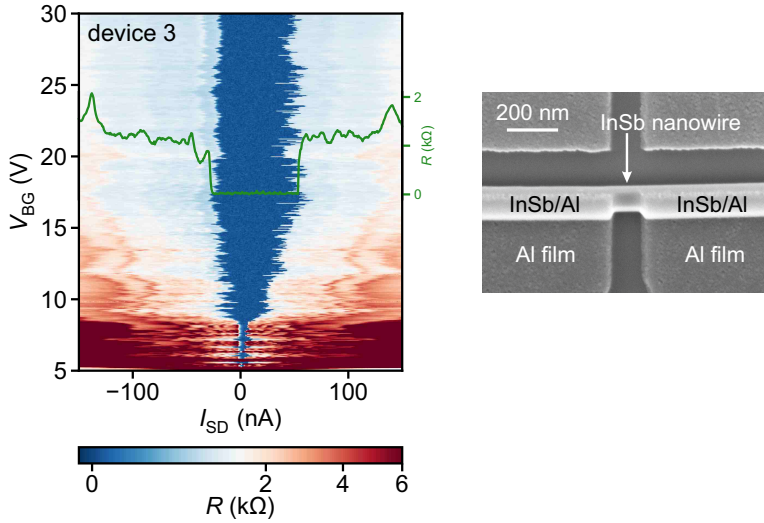 device 3
30
25
20
15
10
5
V_BG (V)
2
1
0
R (kΩ)
−100
0
100
I_SD (nA)
0
2
4
6
R (kΩ)
200 nm
InSb nanowire
InSb/Al
InSb/Al
Al film
Al film